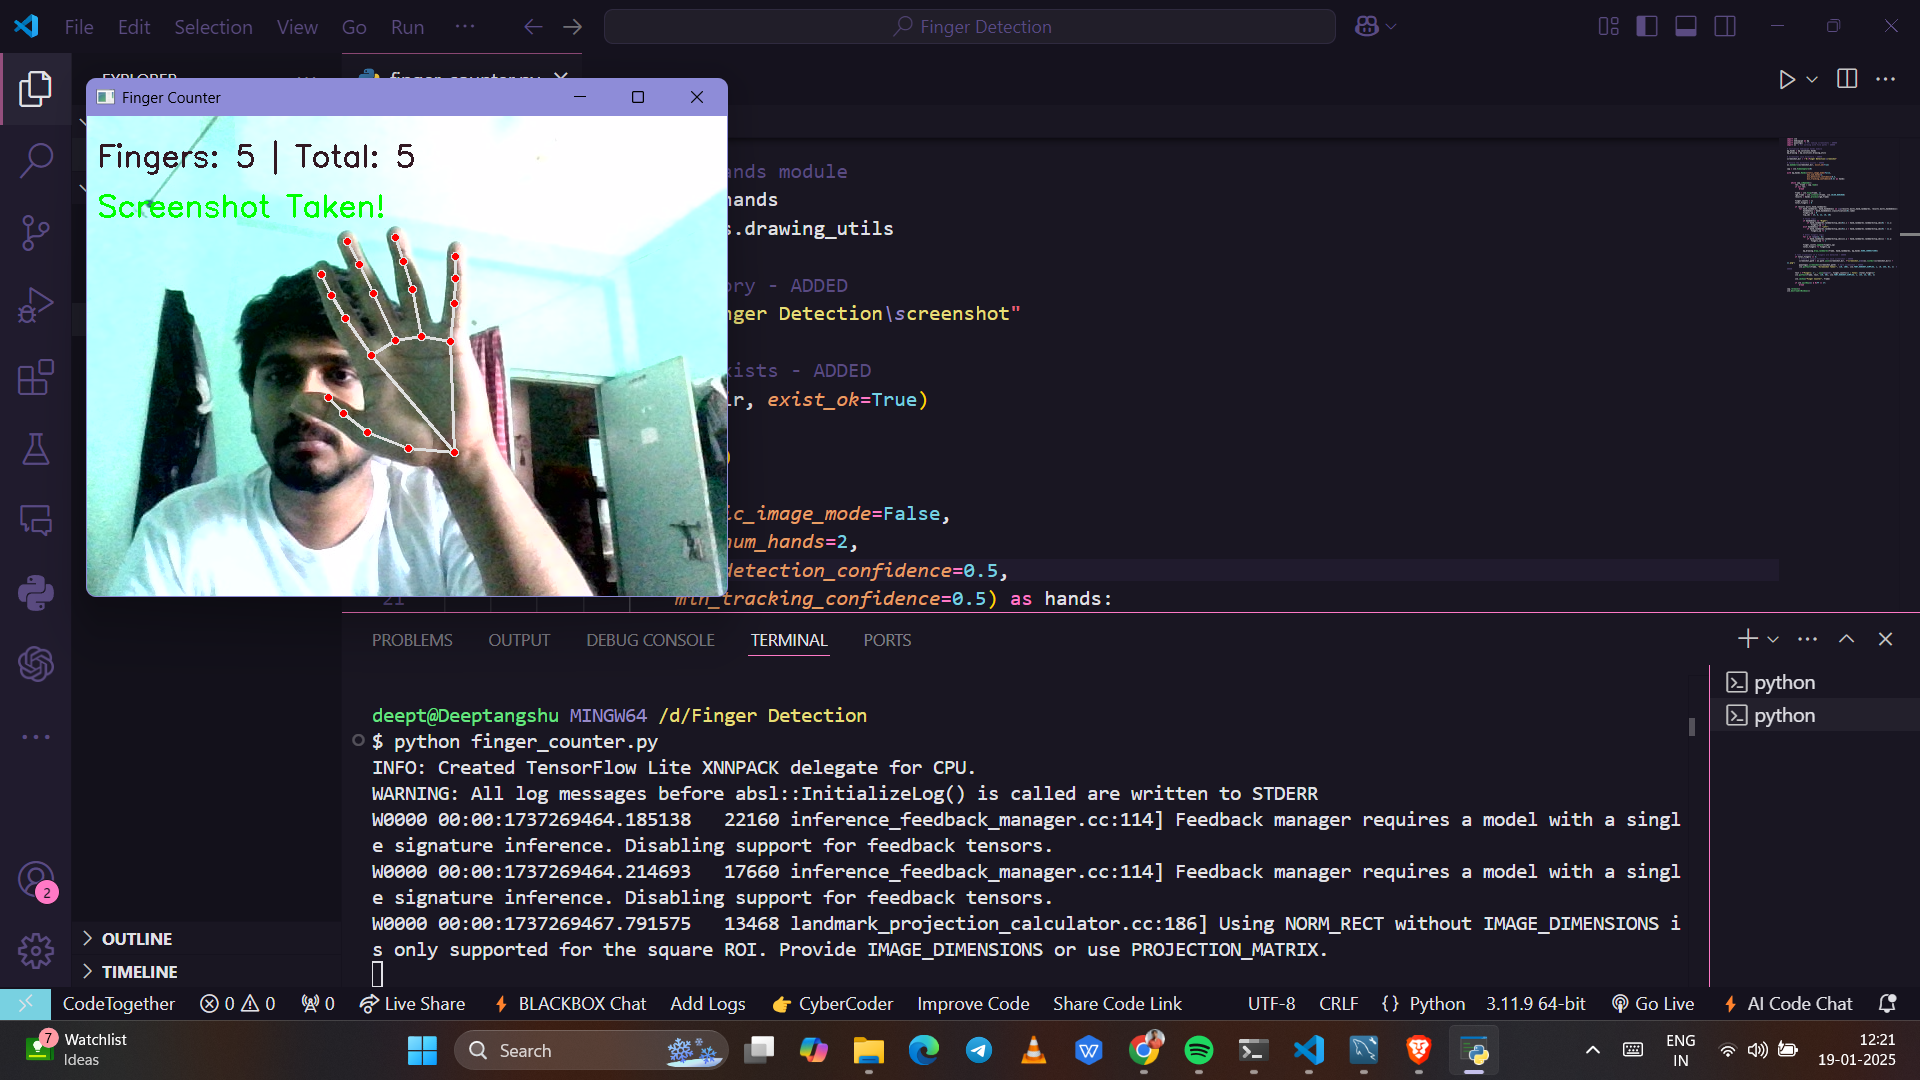 File Edit Selection View Go Run ...
Finger Detection
EXPLORER
finger_counter.py
Finger Counter
Fingers: 5 | Total: 5
Screenshot Taken!
ands module
hands
s.drawing_utils
ory - ADDED
nger Detection\screenshot"
xists - ADDED
ir, exist_ok=True)
)
ic_image_mode=False,
num_hands=2,
detection_confidence=0.5,
21 min_tracking_confidence=0.5) as hands:
PROBLEMS OUTPUT DEBUG CONSOLE TERMINAL PORTS
python
python
deept@Deeptangshu MINGW64 /d/Finger Detection
$ python finger_counter.py
INFO: Created TensorFlow Lite XNNPACK delegate for CPU.
WARNING: All log messages before absl::InitializeLog() is called are written to STDERR
W0000 00:00:1737269464.185138 22160 inference_feedback_manager.cc:114] Feedback manager requires a model with a singl
e signature inference. Disabling support for feedback tensors.
W0000 00:00:1737269464.214693 17660 inference_feedback_manager.cc:114] Feedback manager requires a model with a singl
e signature inference. Disabling support for feedback tensors.
W0000 00:00:1737269467.791575 13468 landmark_projection_calculator.cc:186] Using NORM_RECT without IMAGE_DIMENSIONS i
s only supported for the square ROI. Provide IMAGE_DIMENSIONS or use PROJECTION_MATRIX.
2
OUTLINE
TIMELINE
CodeTogether 0 0 0 Live Share BLACKBOX Chat Add Logs CyberCoder Improve Code Share Code Link UTF-8 CRLF {} Python 3.11.9 64-bit Go Live AI Code Chat
7 Watchlist
Ideas
Search
ENG
IN
12:21
19-01-2025